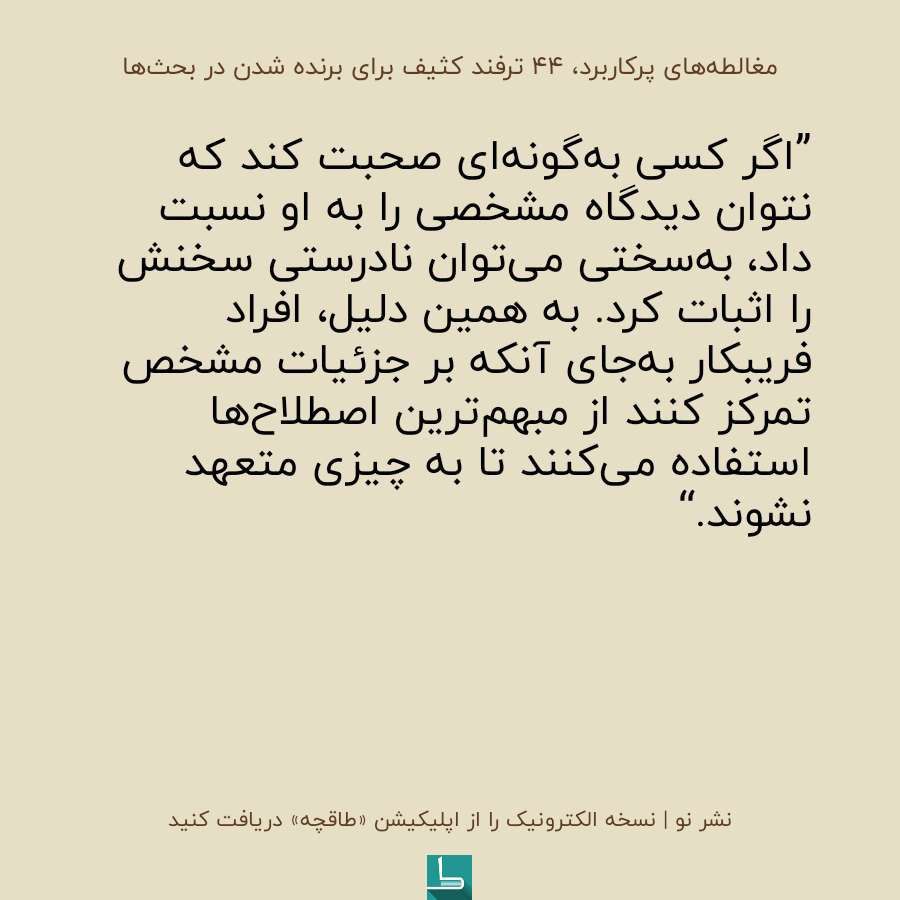 مغالطه‌های پرکاربرد، ۴۴ ترفند کثیف برای برنده شدن در بحث‌ها
”اگر کسی به‌گونه‌ای صحبت کند که
نتوان دیدگاه مشخصی را به او نسبت
داد، به‌سختی می‌توان نادرستی سخنش
را اثبات کرد. به همین دلیل، افراد
فریبکار به‌جای آنکه بر جزئیات مشخص
تمرکز کنند از مبهم‌ترین اصطلاح‌ها
استفاده می‌کنند تا به چیزی متعهد
نشوند.“
نشر نو | نسخه الکترونیک را از اپلیکیشن «طاقچه» دریافت کنید